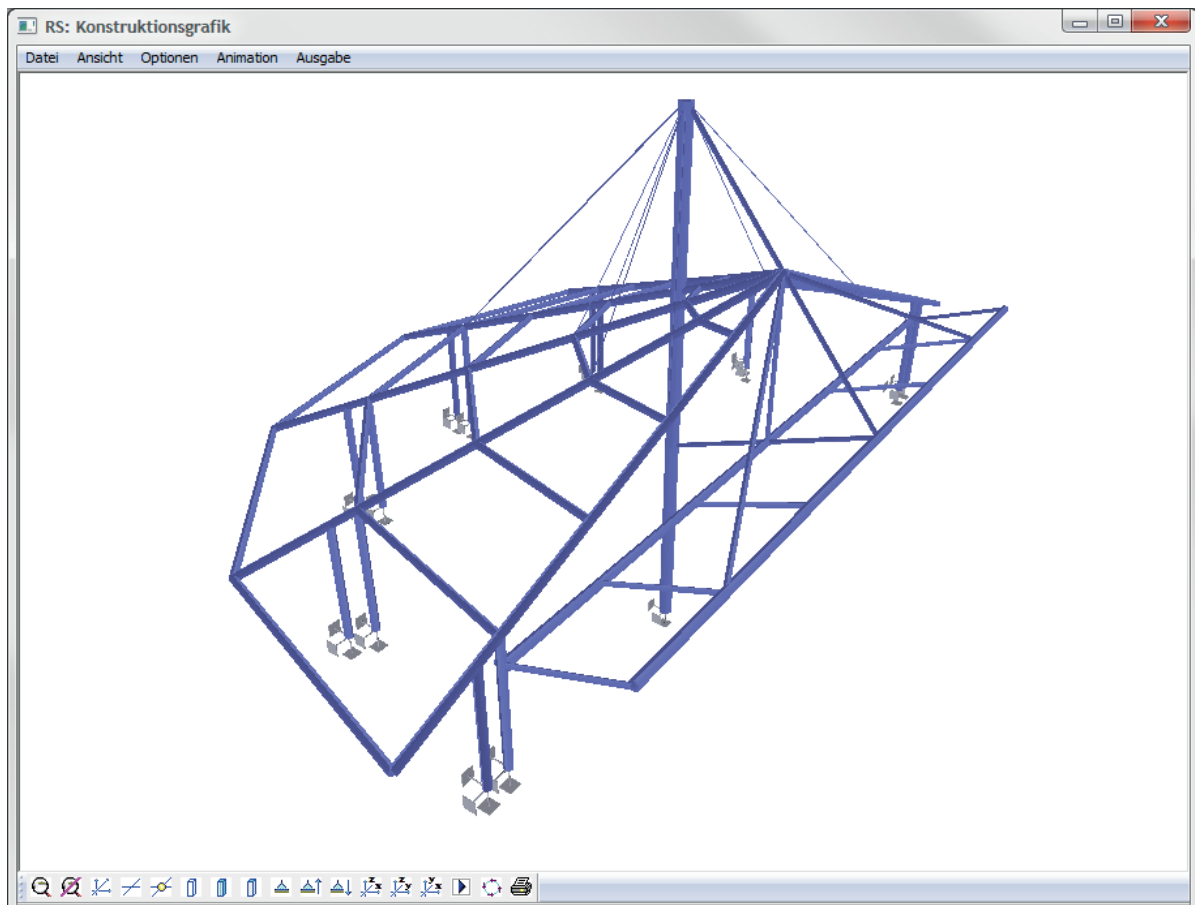 RS: Konstruktionsgrafik
Datei Ansicht Optionen Animation Ausgabe
z x z y y x